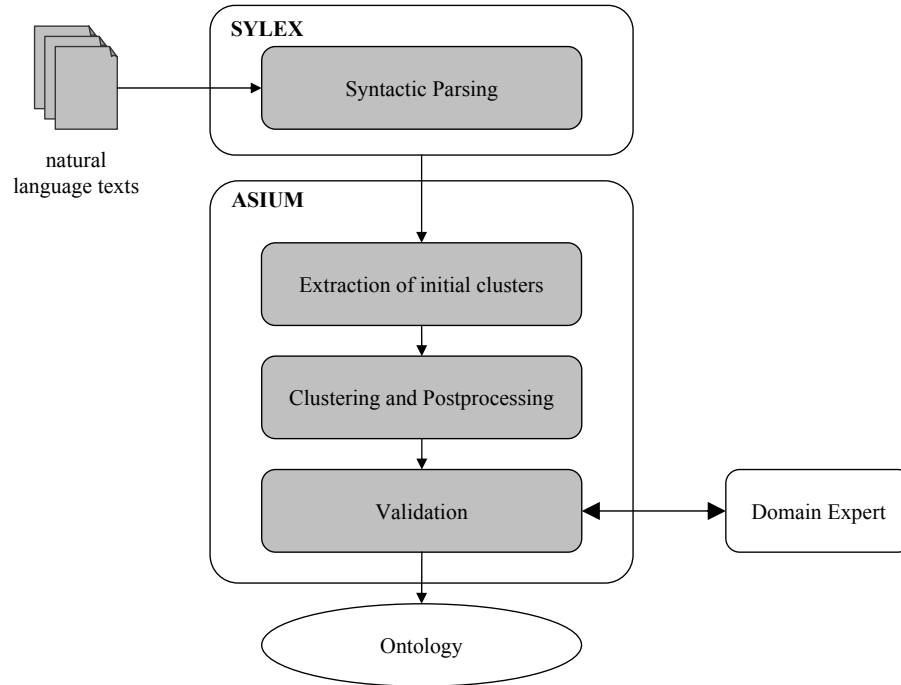 SYLEX
Syntactic Parsing
natural
language texts
ASIUM
Extraction of initial clusters
Clustering and Postprocessing
Validation
Domain Expert
Ontology